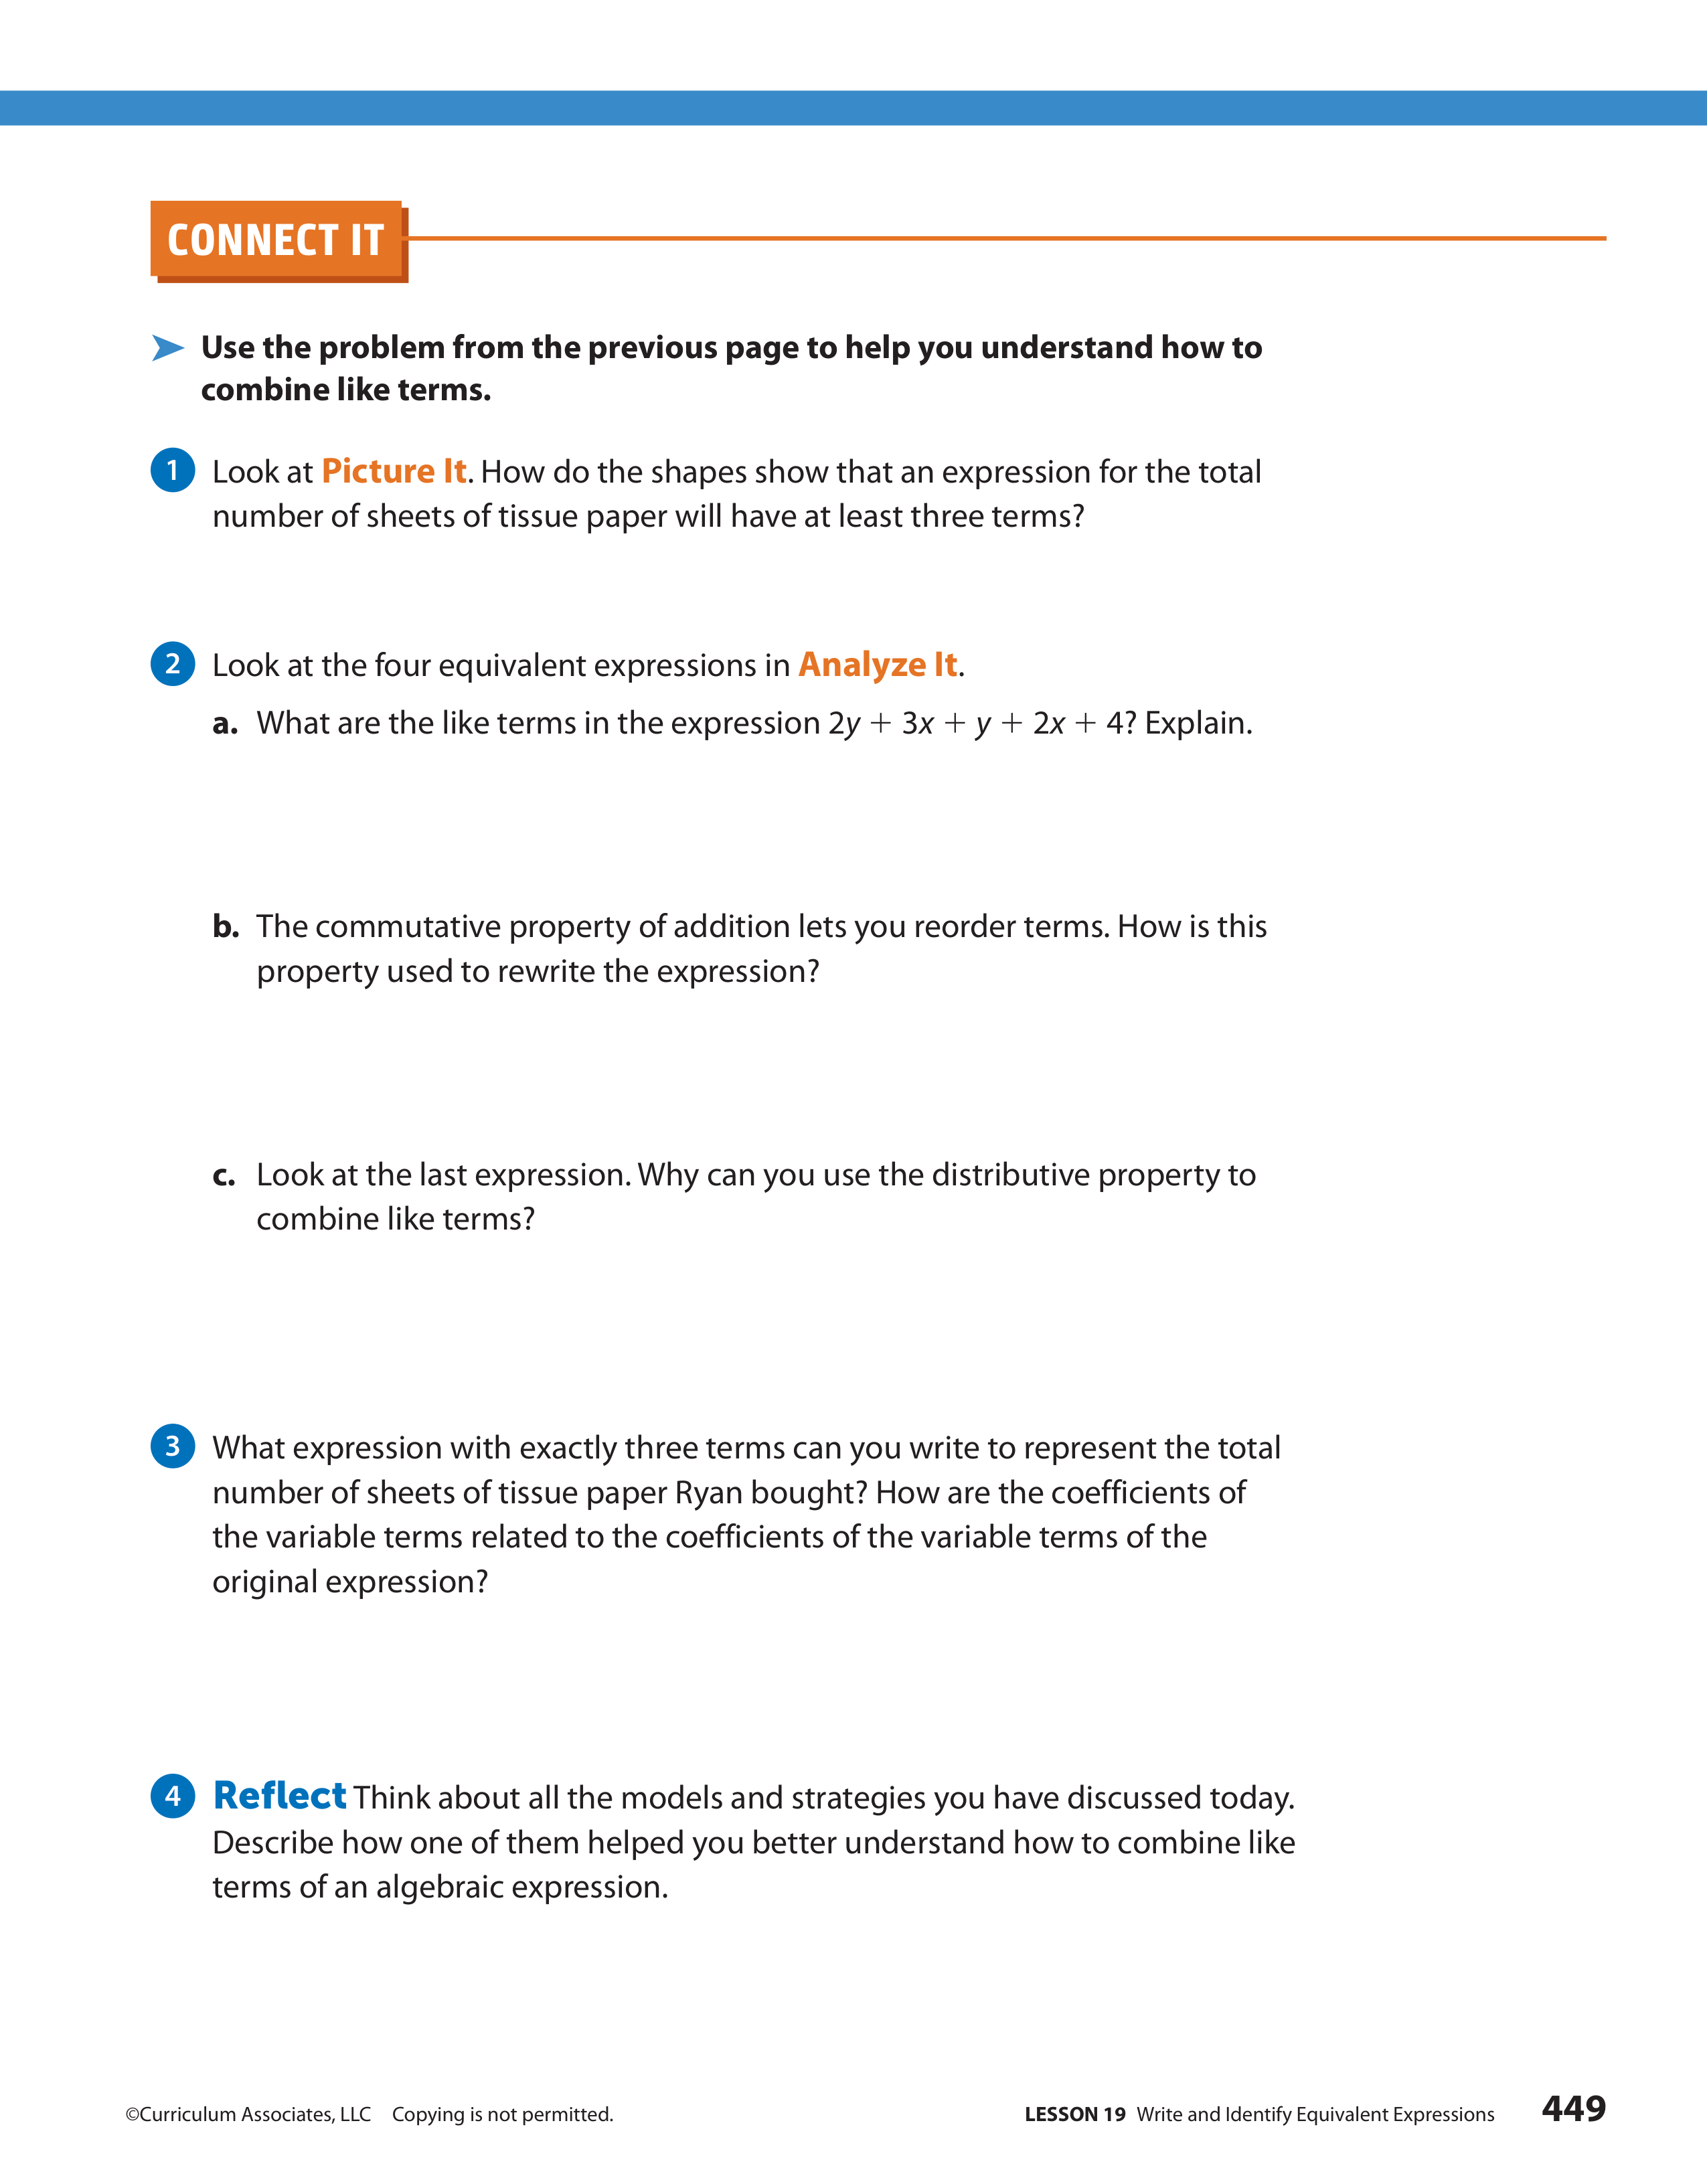 CONNECT IT
Use the problem from the previous page to help you understand how to
combine like terms.
1 Look at Picture It. How do the shapes show that an expression for the total
number of sheets of tissue paper will have at least three terms?
2 Look at the four equivalent expressions in Analyze It.
a. What are the like terms in the expression 2y + 3x + y + 2x + 4? Explain.
b. The commutative property of addition lets you reorder terms. How is this
property used to rewrite the expression?
c. Look at the last expression. Why can you use the distributive property to
combine like terms?
3 What expression with exactly three terms can you write to represent the total
number of sheets of tissue paper Ryan bought? How are the coefficients of
the variable terms related to the coefficients of the variable terms of the
original expression?
4 Reflect Think about all the models and strategies you have discussed today.
Describe how one of them helped you better understand how to combine like
terms of an algebraic expression.
©Curriculum Associates, LLC Copying is not permitted. LESSON 19 Write and Identify Equivalent Expressions 449